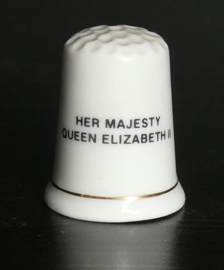 HER MAJESTY
QUEEN ELIZABETH II